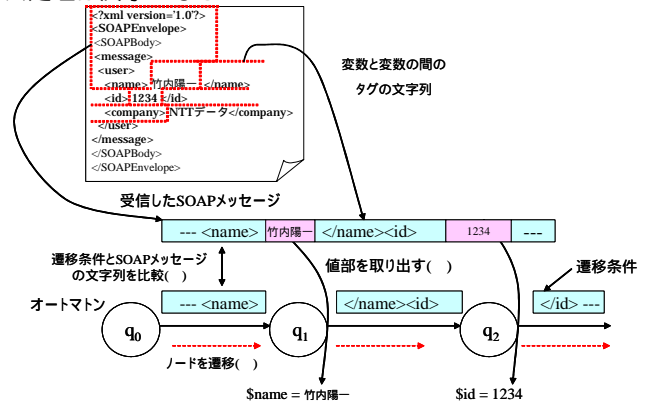 <?xml version='1.0'?>
<SOAPEnvelope>
<SOAPBody>
<message>
<user>
<name> 竹内陽一 </name>
<id> 1234 </id>
<company> NTTデータ</company>
</user>
</message>
</SOAPBody>
</SOAPEnvelope>
変数と変数の間の
タグの文字列
受信したSOAPメッセージ
--- <name> 竹内陽一 </name><id> 1234 ---
遷移条件とSOAPメッセージ
の文字列を比較( )
値部を取り出す( )
遷移条件
オートマトン
--- <name> </name><id> </id> ---
q0 q1 q2
ノードを遷移( )
$name = 竹内陽一 $id = 1234